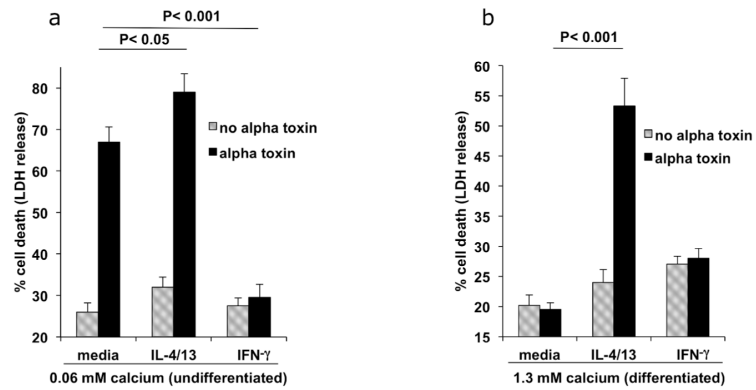 a
P< 0.001
P< 0.05
% cell death (LDH release)
80
70
60
50
40
30
20
no alpha toxin
alpha toxin
media IL-4/13 IFN-γ
0.06 mM calcium (undifferentiated)
b
P< 0.001
% cell death (LDH release)
60
55
50
45
40
35
30
25
20
15
no alpha toxin
alpha toxin
media IL-4/13 IFN-γ
1.3 mM calcium (differentiated)